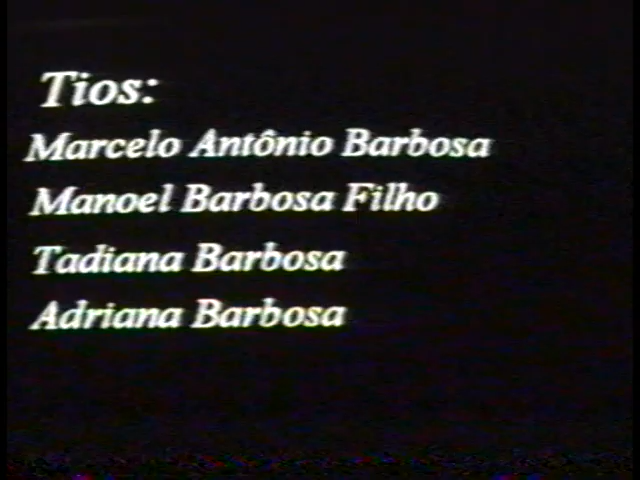 Tios:
Marcelo Antônio Barbosa
Manoel Barbosa Filho
Tadiana Barbosa
Adriana Barbosa